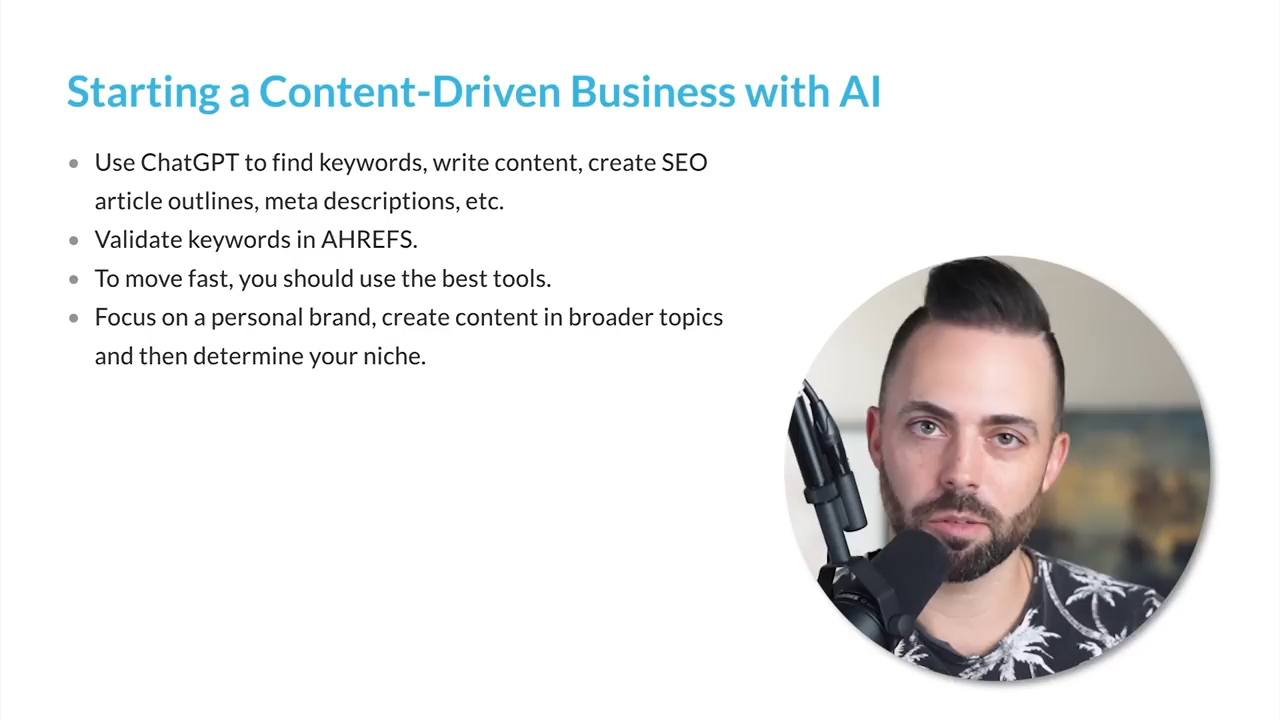 Starting a Content-Driven Business with AI
Use ChatGPT to find keywords, write content, create SEO
article outlines, meta descriptions, etc.
Validate keywords in AHREFS.
To move fast, you should use the best tools.
Focus on a personal brand, create content in broader topics
and then determine your niche.